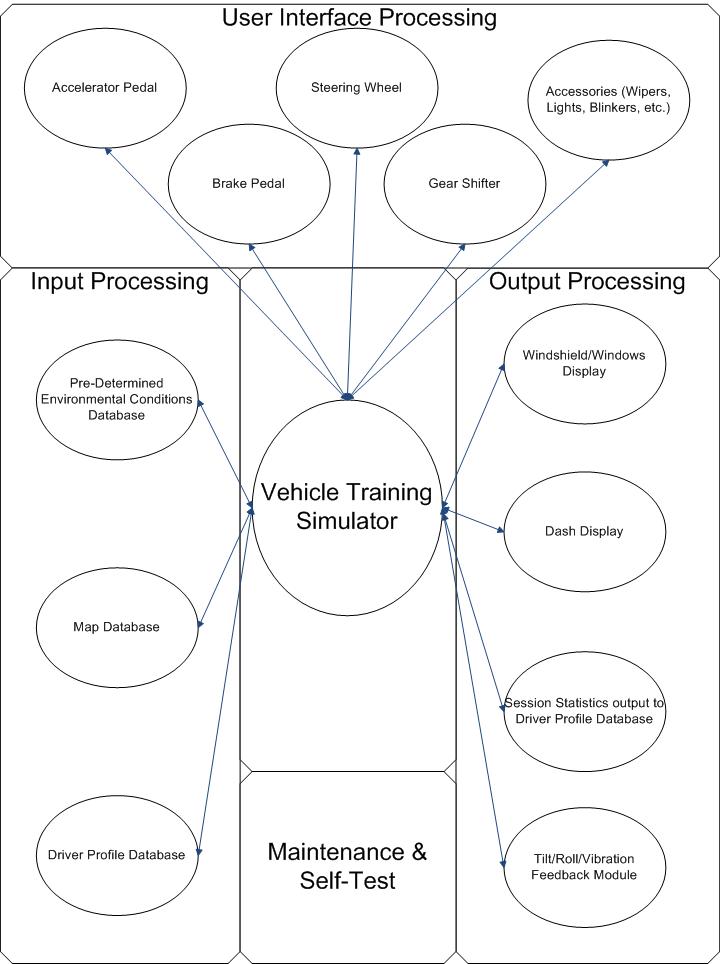 User Interface Processing
Accelerator Pedal
Steering Wheel
Accessories (Wipers,
Lights, Blinkers, etc.)
Brake Pedal
Gear Shifter
Input Processing
Pre-Determined
Environmental Conditions
Database
Map Database
Driver Profile Database
Vehicle Training
Simulator
Maintenance &
Self-Test
Output Processing
Windshield/Windows
Display
Dash Display
Session Statistics output to
Driver Profile Database
Tilt/Roll/Vibration
Feedback Module